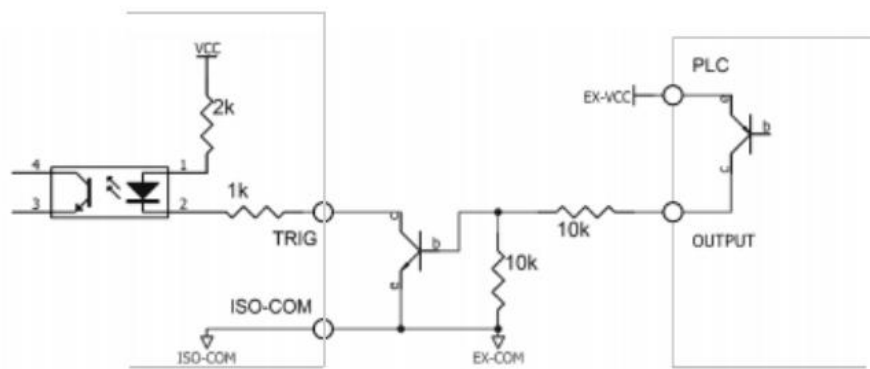 VCC
2k
4
1
3
2
1k
TRIG
c
b
e
ISO-COM
ISO-COM
10k
10k
EX-COM
PLC
EX-VCC
e
b
c
OUTPUT